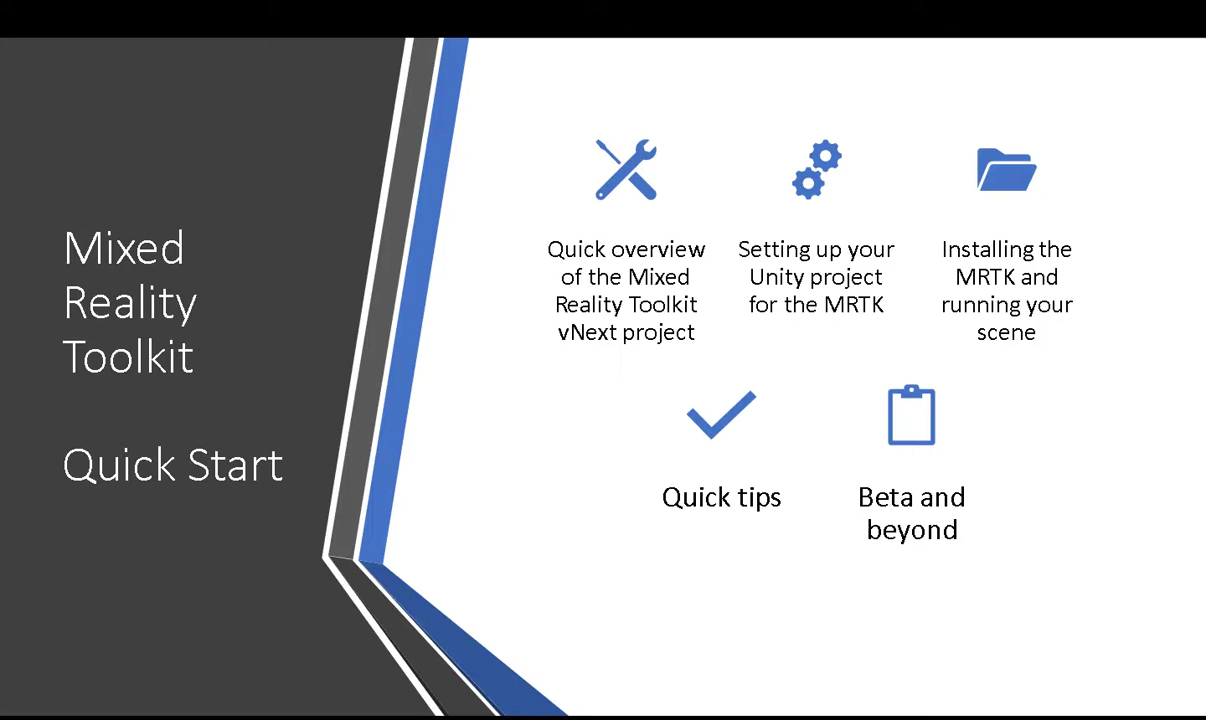 Mixed
Reality
Toolkit
Quick Start
Quick overview
of the Mixed
Reality Toolkit
vNext project
Setting up your
Unity project
for the MRTK
Installing the
MRTK and
running your
scene
Quick tips
Beta and
beyond